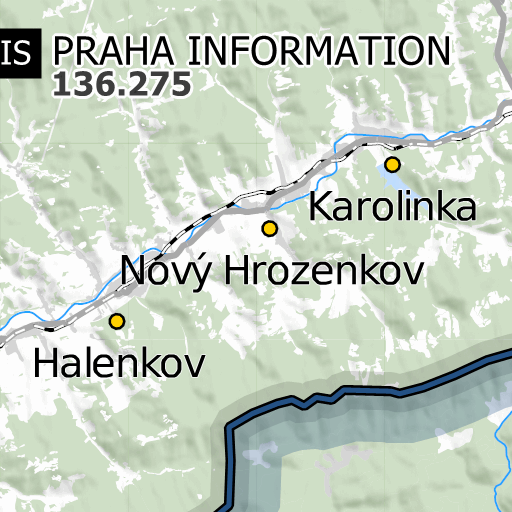 IS PRAHA INFORMATION
136.275
Karolinka
Nový Hrozenkov
Halenkov